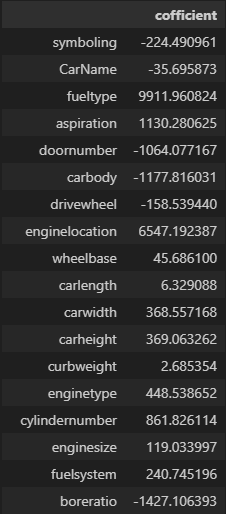 cofficient
symboling -224.490961
CarName -35.695873
fueltype 9911.960824
aspiration 1130.280625
doornumber -1064.077167
carbody -1177.816031
drivewheel -158.539440
enginelocation 6547.192387
wheelbase 45.686100
carlength 6.329088
carwidth 368.557168
carheight 369.063262
curbweight 2.685354
enginetype 448.538652
cylindernumber 861.826114
enginesize 119.033997
fuelsystem 240.745196
boreratio -1427.106393